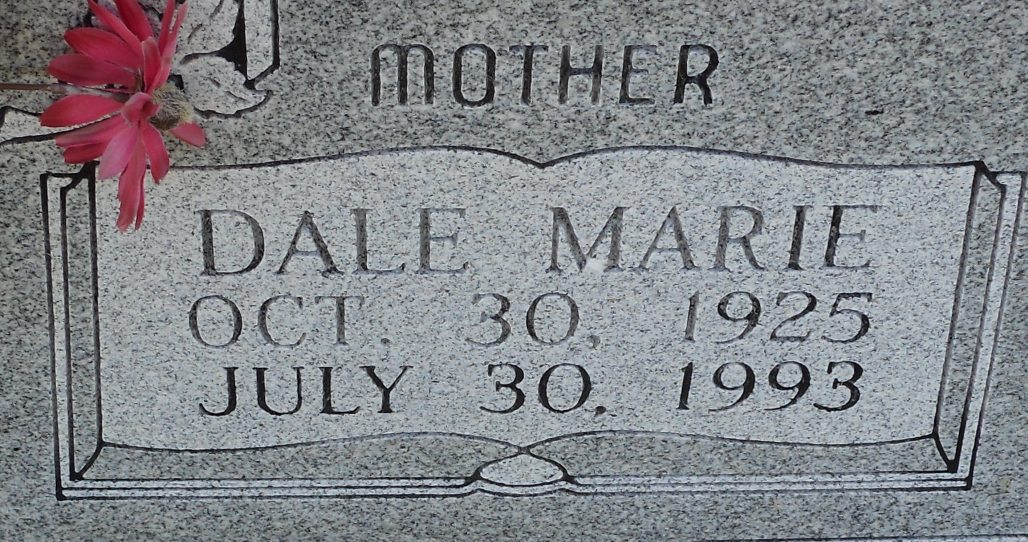 MOTHER
DALE MARIE
OCT. 30, 1925
JULY 30, 1993